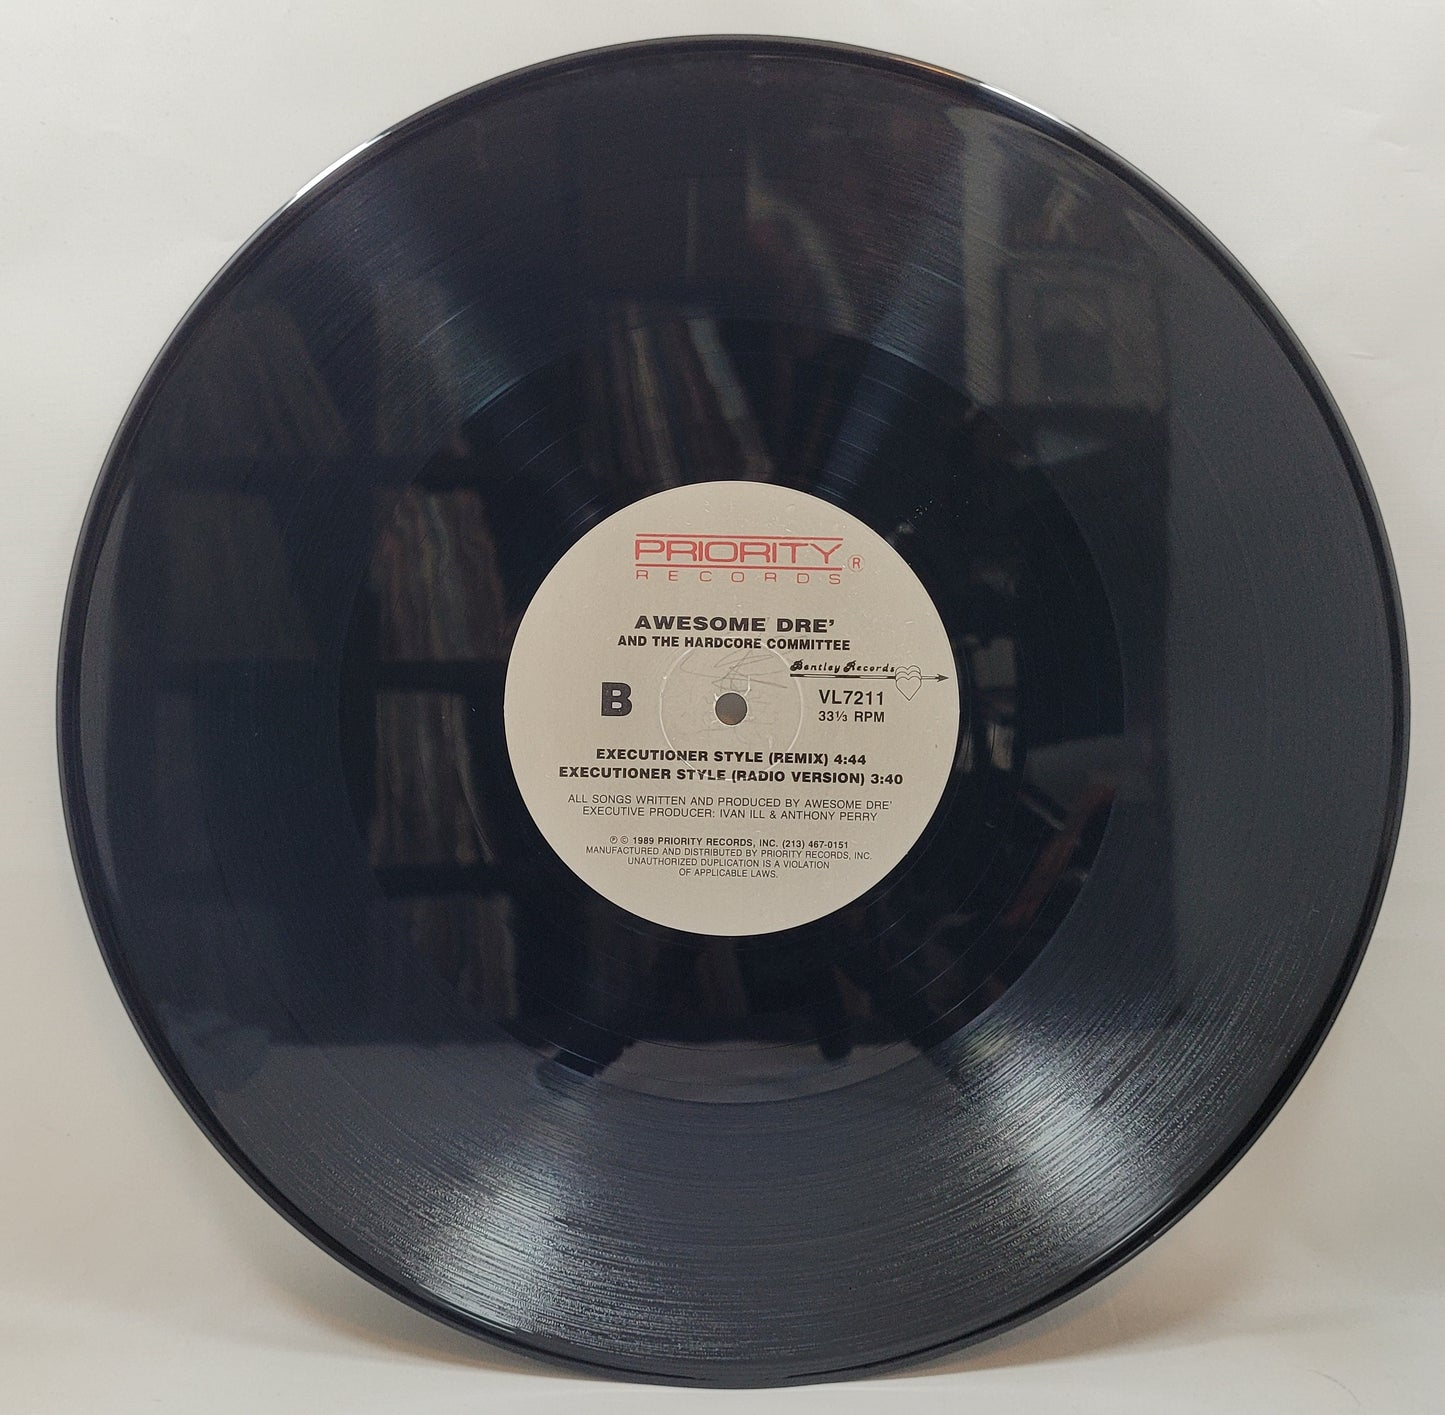 PRIORITY ®
RECORDS
AWESOME DRE'
AND THE HARDCORE COMMITTEE
Bentley Records
B
VL7211
33⅓ RPM
EXECUTIONER STYLE (REMIX) 4:44
EXECUTIONER STYLE (RADIO VERSION) 3:40
ALL SONGS WRITTEN AND PRODUCED BY AWESOME DRE'
EXECUTIVE PRODUCER: IVAN ILL & ANTHONY PERRY
℗ © 1989 PRIORITY RECORDS, INC. (213) 467-0151
MANUFACTURED AND DISTRIBUTED BY PRIORITY RECORDS, INC.
UNAUTHORIZED DUPLICATION IS A VIOLATION
OF APPLICABLE LAWS.